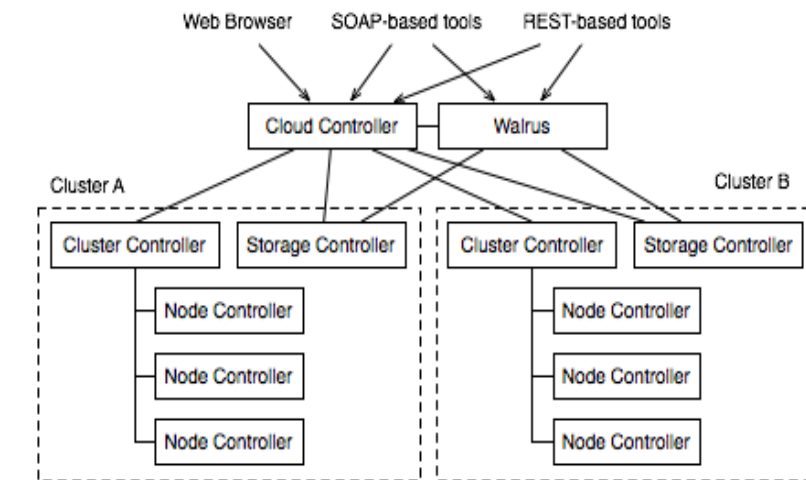 Web Browser
SOAP-based tools
REST-based tools
Cloud Controller
Walrus
Cluster A
Cluster B
Cluster Controller
Storage Controller
Cluster Controller
Storage Controller
Node Controller
Node Controller
Node Controller
Node Controller
Node Controller
Node Controller